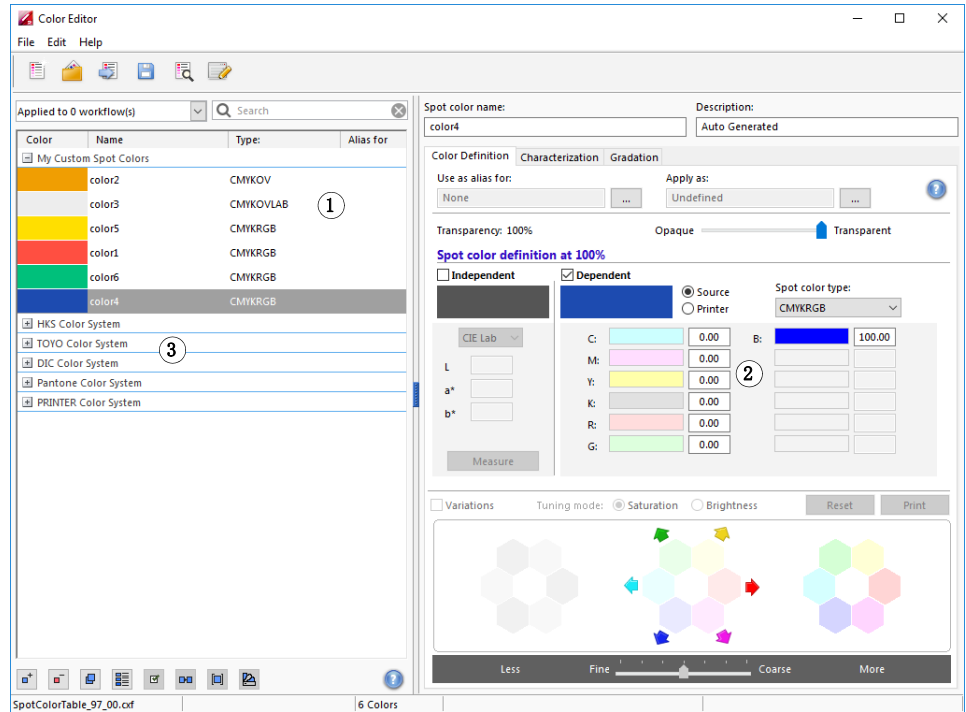 Color Editor
File Edit Help
Applied to 0 workflow(s) Search
Color Name Type: Alias for
My Custom Spot Colors
color2 CMYKOV
color3 CMYKOVLAB 1
color5 CMYKRGB
color1 CMYKRGB
color6 CMYKRGB
color4 CMYKRGB
HKS Color System
TOYO Color System 3
DIC Color System
Pantone Color System
PRINTER Color System
Spot color name: Description:
color4 Auto Generated
Color Definition Characterization Gradation
Use as alias for: Apply as:
None ... Undefined ... ?
Transparency: 100% Opaque Transparent
Spot color definition at 100%
Independent Dependent
Source Spot color type:
Printer CMYKRGB
CIE Lab
L
a*
b*
Measure
C: 0.00 B: 100.00
M: 0.00
Y: 0.00 2
K: 0.00
R: 0.00
G: 0.00
Variations Tuning mode: Saturation Brightness Reset Print
Less Fine Coarse More
?
SpotColorTable_97_00.cxf 6 Colors